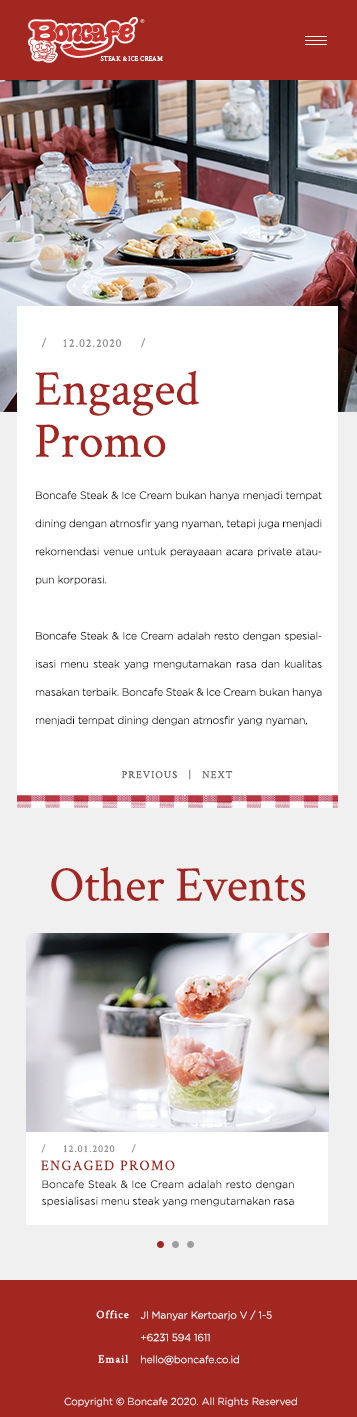 Boncafé®
STEAK & ICE CREAM
/ 12.02.2020 /
Engaged
Promo
Boncafe Steak & Ice Cream bukan hanya menjadi tempat
dining dengan atmosfir yang nyaman, tetapi juga menjadi
rekomendasi venue untuk perayaaan acara private atau-
pun korporasi.
Boncafe Steak & Ice Cream adalah resto dengan spesial-
isasi menu steak yang mengutamakan rasa dan kualitas
masakan terbaik. Boncafe Steak & Ice Cream bukan hanya
menjadi tempat dining dengan atmosfir yang nyaman,
PREVIOUS | NEXT
Other Events
/ 12.01.2020 /
ENGAGED PROMO
Boncafe Steak & Ice Cream adalah resto dengan
spesialisasi menu steak yang mengutamakan rasa
Office Jl Manyar Kertoarjo V / 1-5
+6231 594 1611
Email hello@boncafe.co.id
Copyright © Boncafe 2020. All Rights Reserved